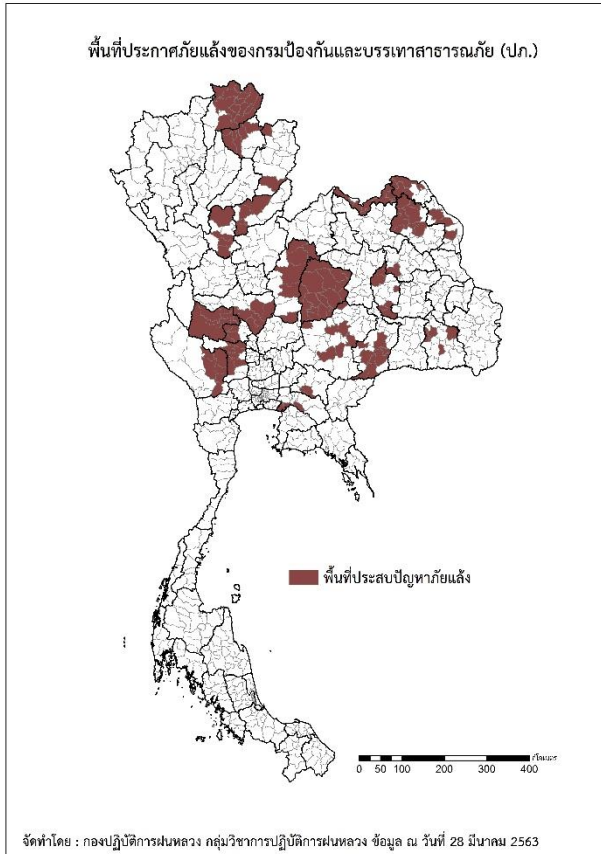 พื้นที่ประกาศภัยแล้งของกรมป้องกันและบรรเทาสาธารณภัย (ปภ.)
พื้นที่ประสบปัญหาภัยแล้ง
กิโลเมตร
0 50 100 200 300 400
จัดทำโดย : กองปฏิบัติการฝนหลวง กลุ่มวิชาการปฏิบัติการฝนหลวง ข้อมูล ณ วันที่ 28 มีนาคม 2563